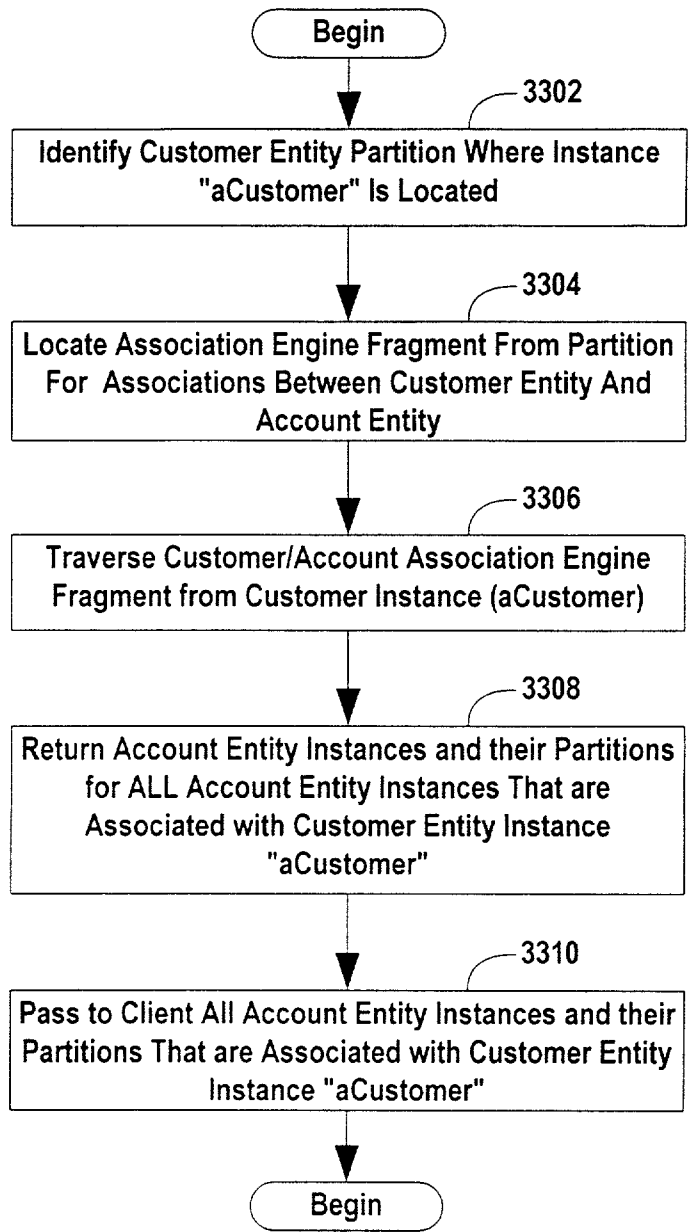 Begin
3302
Identify Customer Entity Partition Where Instance
"aCustomer" Is Located
3304
Locate Association Engine Fragment From Partition
For Associations Between Customer Entity And
Account Entity
3306
Traverse Customer/Account Association Engine
Fragment from Customer Instance (aCustomer)
3308
Return Account Entity Instances and their Partitions
for ALL Account Entity Instances That are
Associated with Customer Entity Instance
"aCustomer"
3310
Pass to Client All Account Entity Instances and their
Partitions That are Associated with Customer Entity
Instance "aCustomer"
Begin